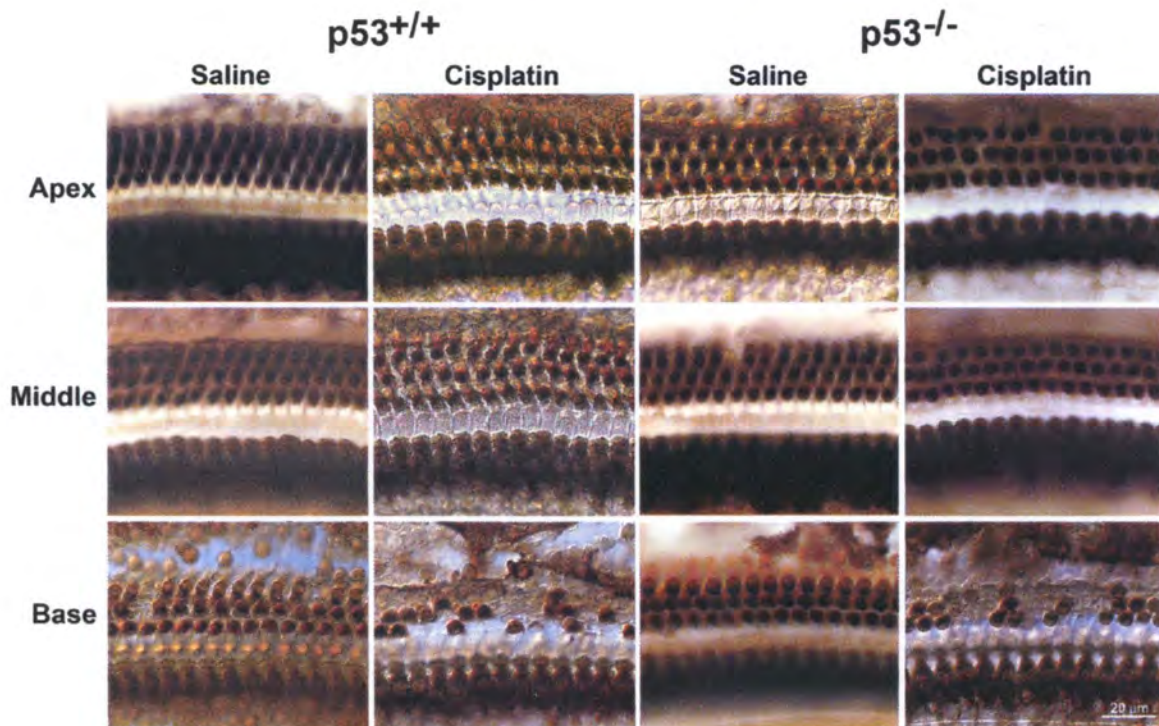 p53+/+ p53-/-
Saline Cisplatin Saline Cisplatin
Apex
Middle
Base
20 µm